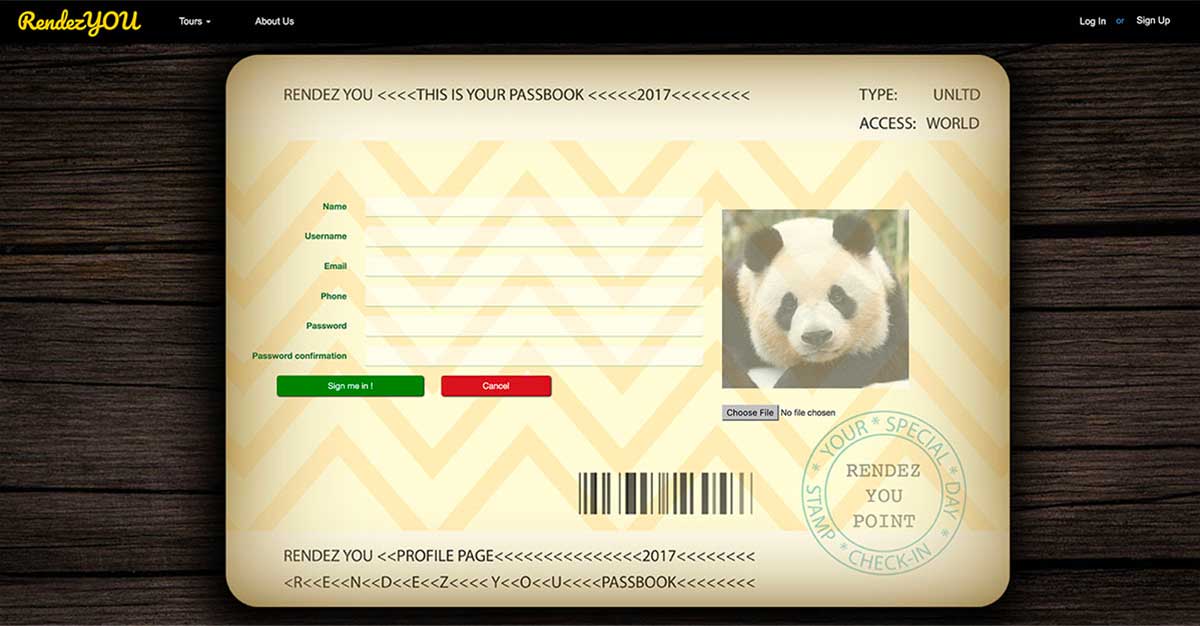 RendezYOU Tours About Us Log In or Sign Up
RENDEZ YOU <<<<THIS IS YOUR PASSBOOK <<<<<2017<<<<<<<< TYPE: UNLTD
ACCESS: WORLD
Name
Username
Email
Phone
Password
Password confirmation
Sign me in ! Cancel
Choose File No file chosen
* YOUR * SPECIAL * DAY * CHECK-IN * STAMP
RENDEZ
YOU
POINT
RENDEZ YOU <<PROFILE PAGE<<<<<<<<<<<<<<<2017<<<<<<<<
<R<<E<<N<<D<<E<<Z<<<< Y<<O<<U<<<<PASSBOOK<<<<<<<<